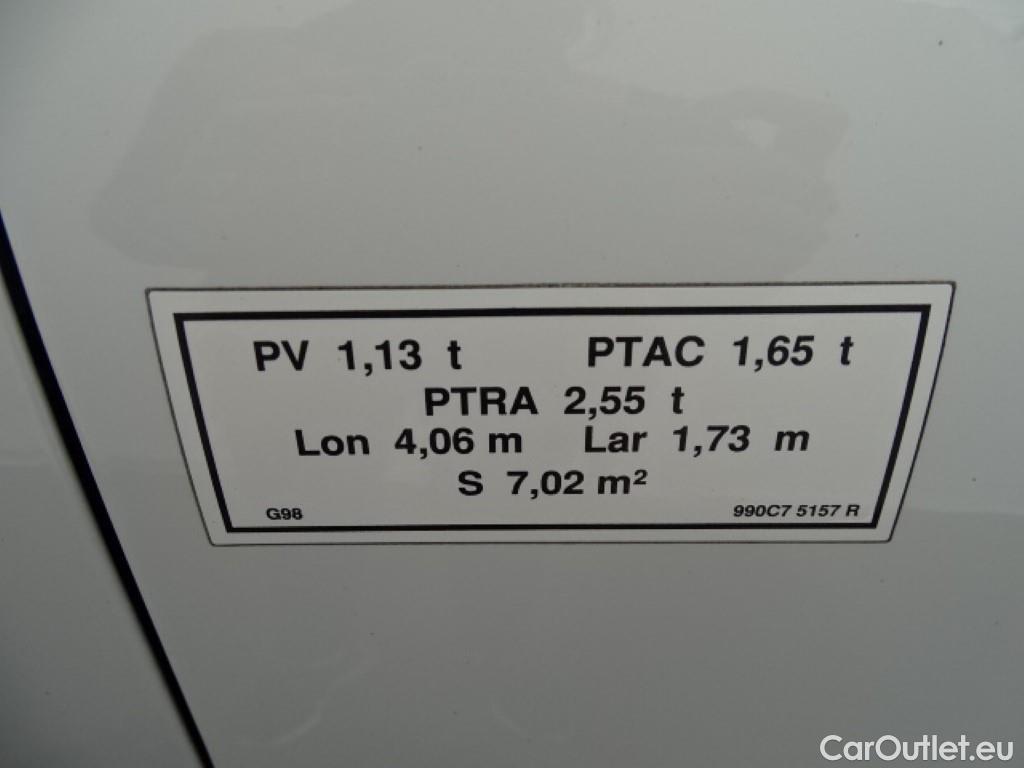 PV 1,13 t PTAC 1,65 t
PTRA 2,55 t
Lon 4,06 m Lar 1,73 m
S 7,02 m²
G98 990C7 5157 R
CarOutlet.eu